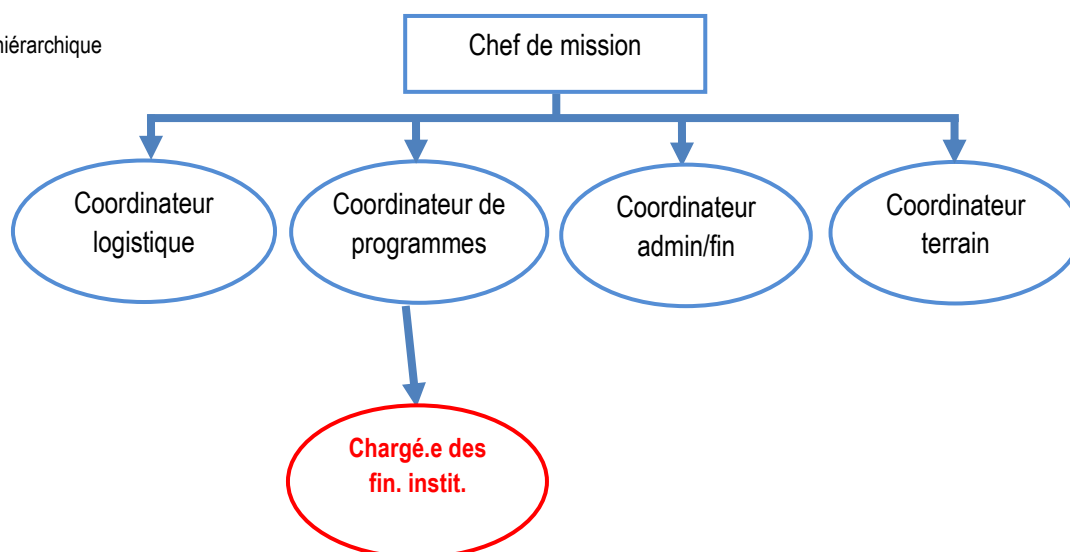 hiérarchique
Chef de mission
Coordinateur
logistique
Coordinateur de
programmes
Coordinateur
admin/fin
Coordinateur
terrain
Chargé.e des
fin. instit.